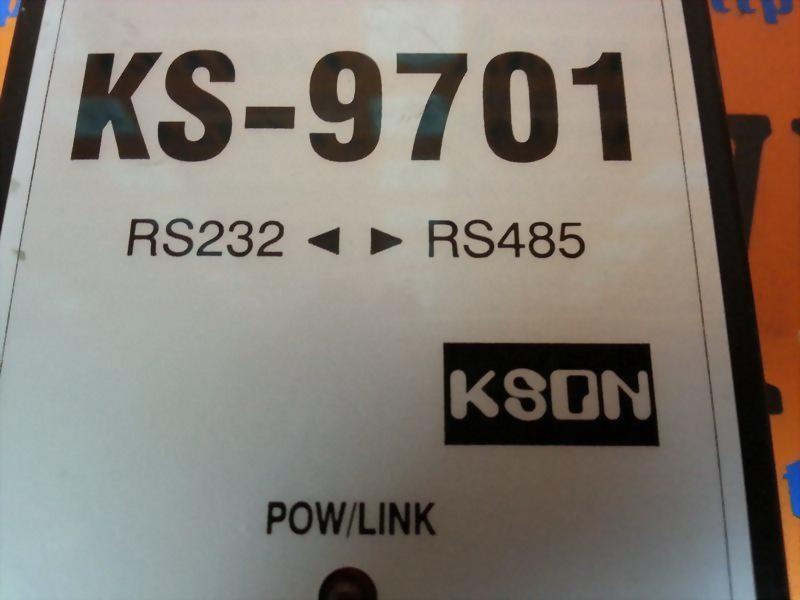 KS-9701
RS232 ◄ ► RS485
KSON
POW/LINK